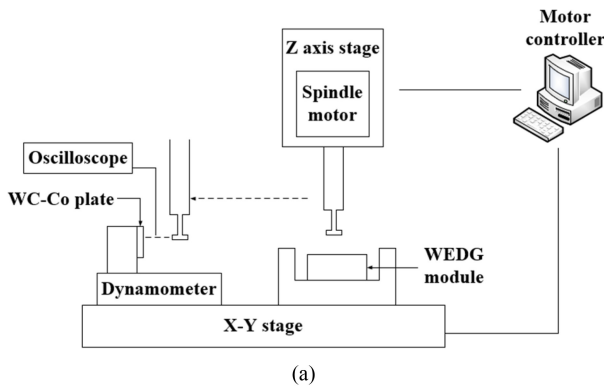 Motor
controller
Z axis stage
Spindle
motor
Oscilloscope
WC-Co plate
WEDG
module
Dynamometer
X-Y stage
(a)